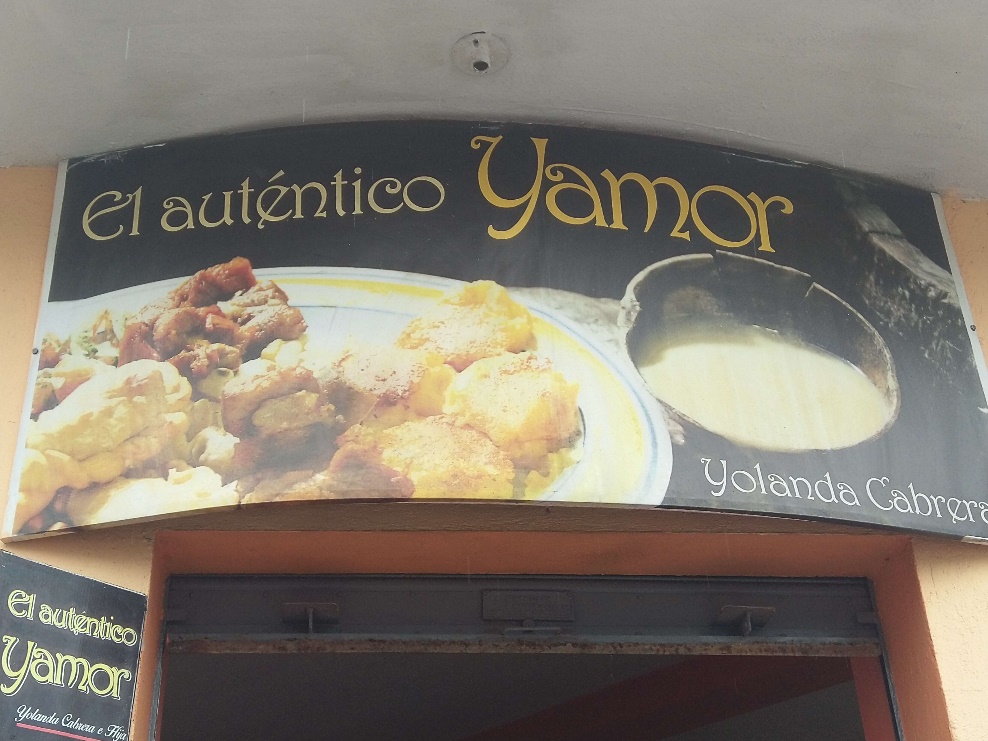 El auténtico Yamor
Yolanda Cabrera
El auténtico
Yamor
Yolanda Cabrera e Hija